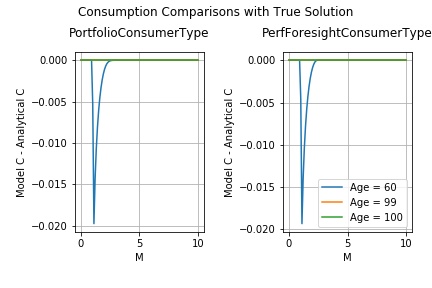 Consumption Comparisons with True Solution
PortfolioConsumerType
PerfForesightConsumerType
0.000
−0.005
−0.010
−0.015
−0.020
Model C - Analytical C
0
5
10
M
0.000
−0.005
−0.010
−0.015
−0.020
Model C - Analytical C
0
5
10
M
Age = 60
Age = 99
Age = 100